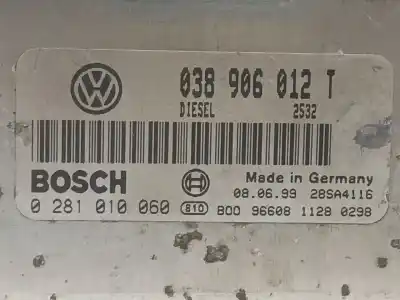 038 906 012 T
DIESEL 2532
BOSCH
Made in Germany
08.06.99 28SA4116
0 281 010 060 810 B00 96608 1128 0298